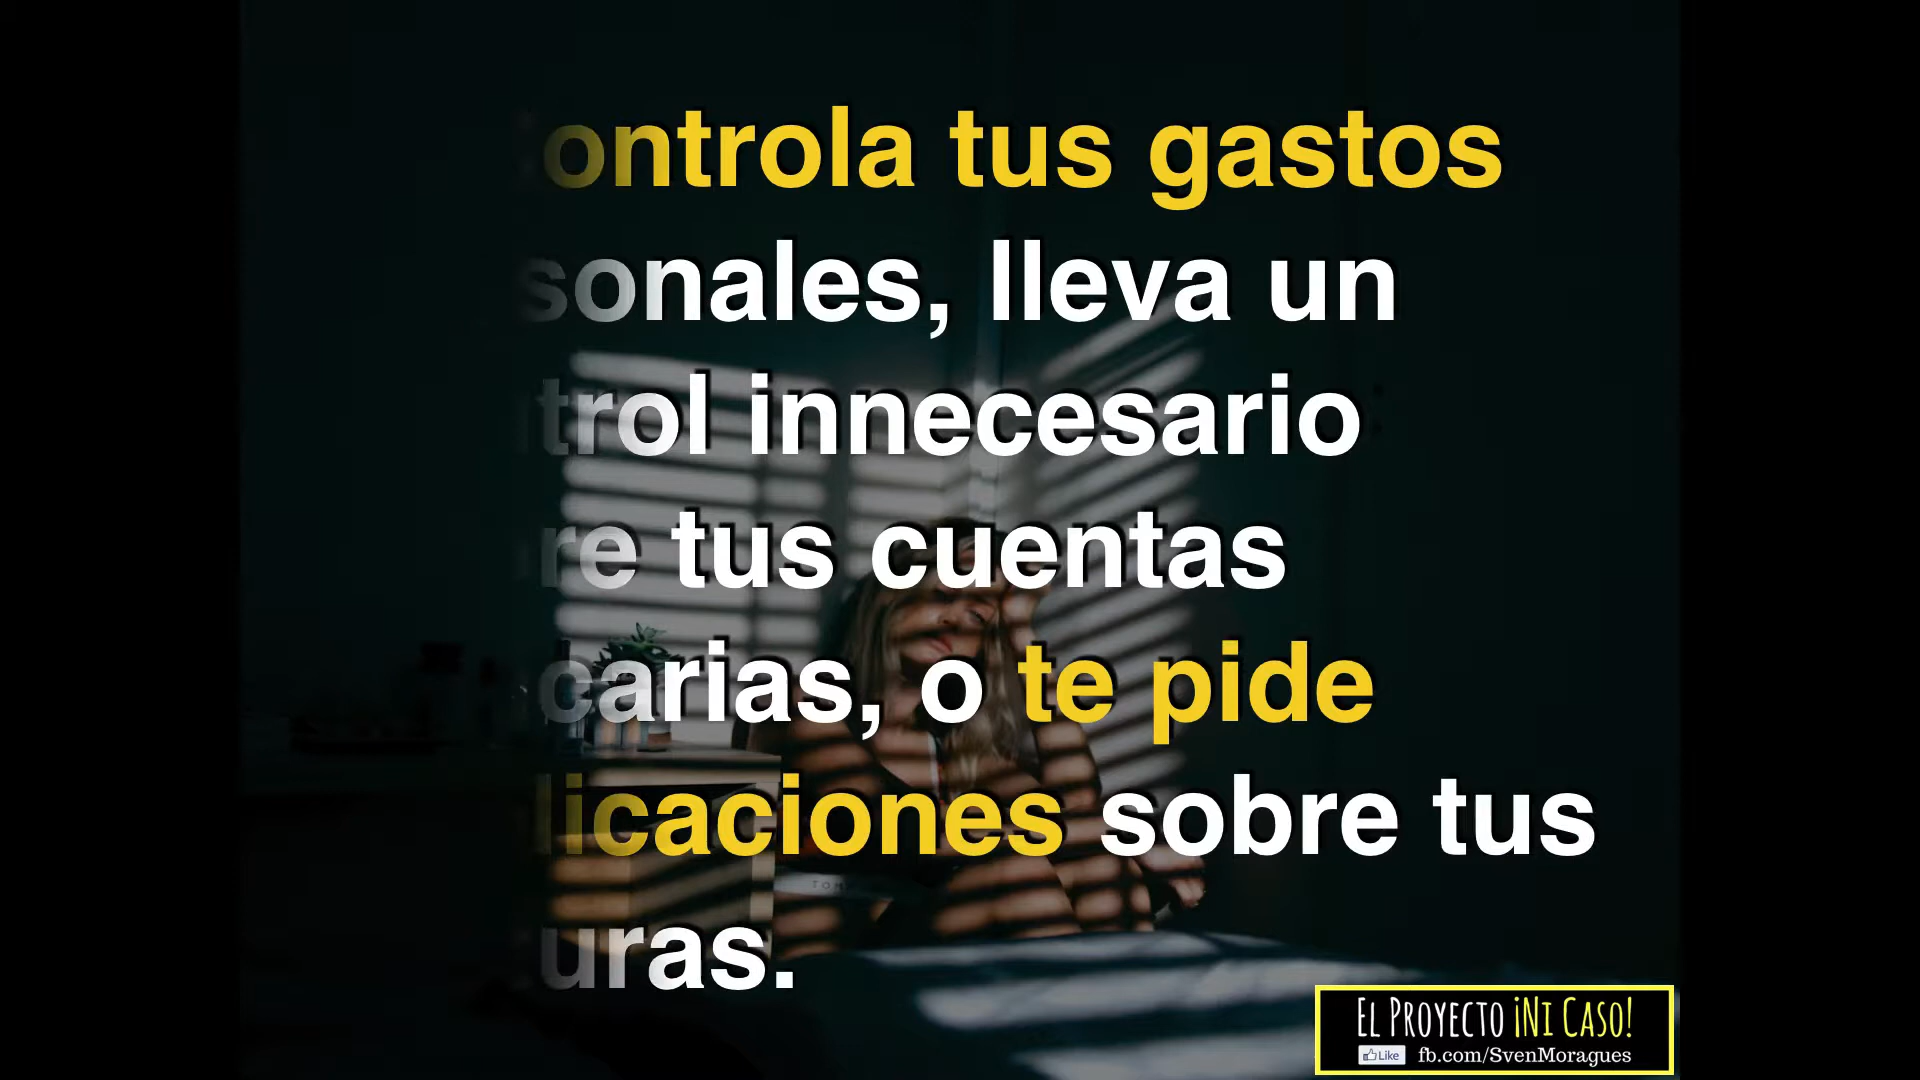 ontrola tus gastos
sonales, lleva un
trol innecesario
re tus cuentas
carias, o te pide
licaciones sobre tus
uras.
EL PROYECTO ¡NI CASO!
Like fb.com/SvenMoragues